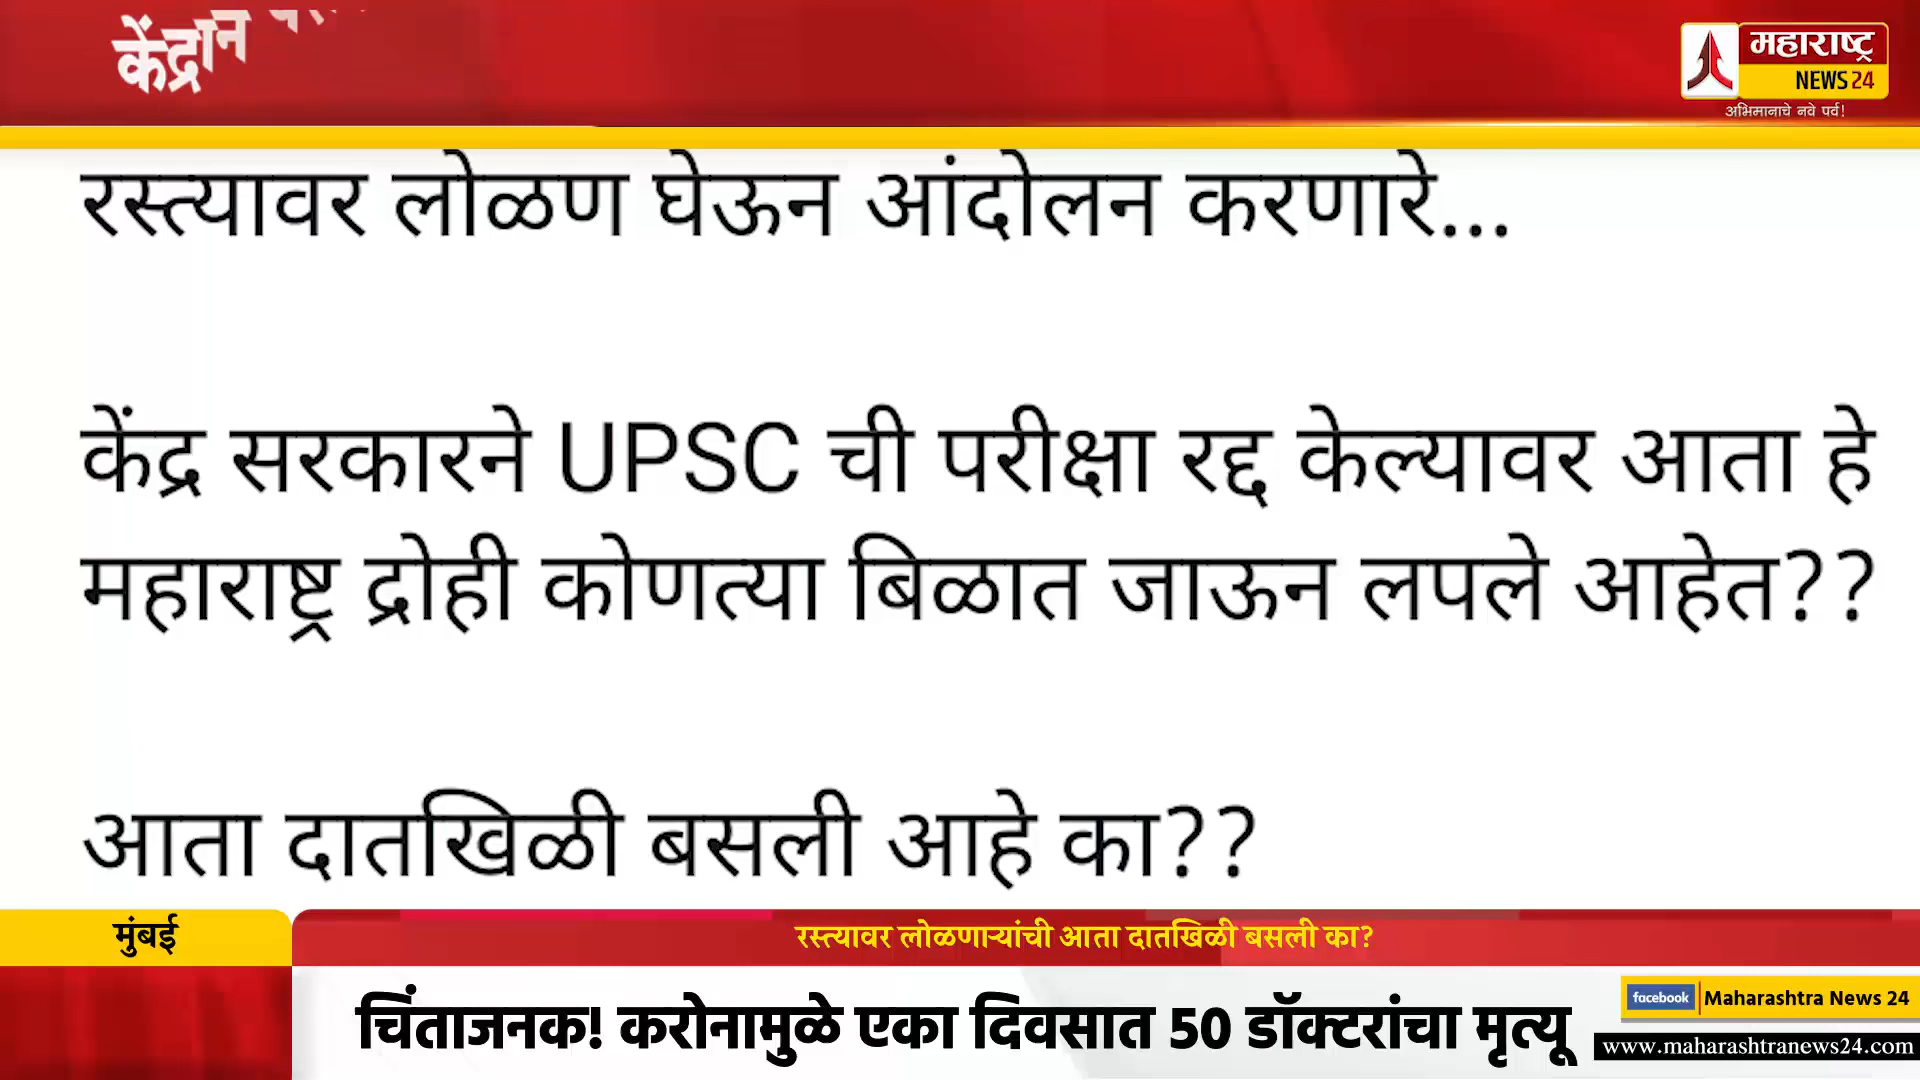 केंद्रानं
महाराष्ट्र
NEWS 24
अभिमानाचे नवे पर्व!
रस्त्यावर लोळण घेऊन आंदोलन करणारे...
केंद्र सरकारने UPSC ची परीक्षा रद्द केल्यावर आता हे
महाराष्ट्र द्रोही कोणत्या बिळात जाऊन लपले आहेत??
आता दातखिळी बसली आहे का??
मुंबई
रस्त्यावर लोळणाऱ्यांची आता दातखिळी बसली का?
चिंताजनक! करोनामुळे एका दिवसात 50 डॉक्टरांचा मृत्यू
facebook Maharashtra News 24
www.maharashtranews24.com